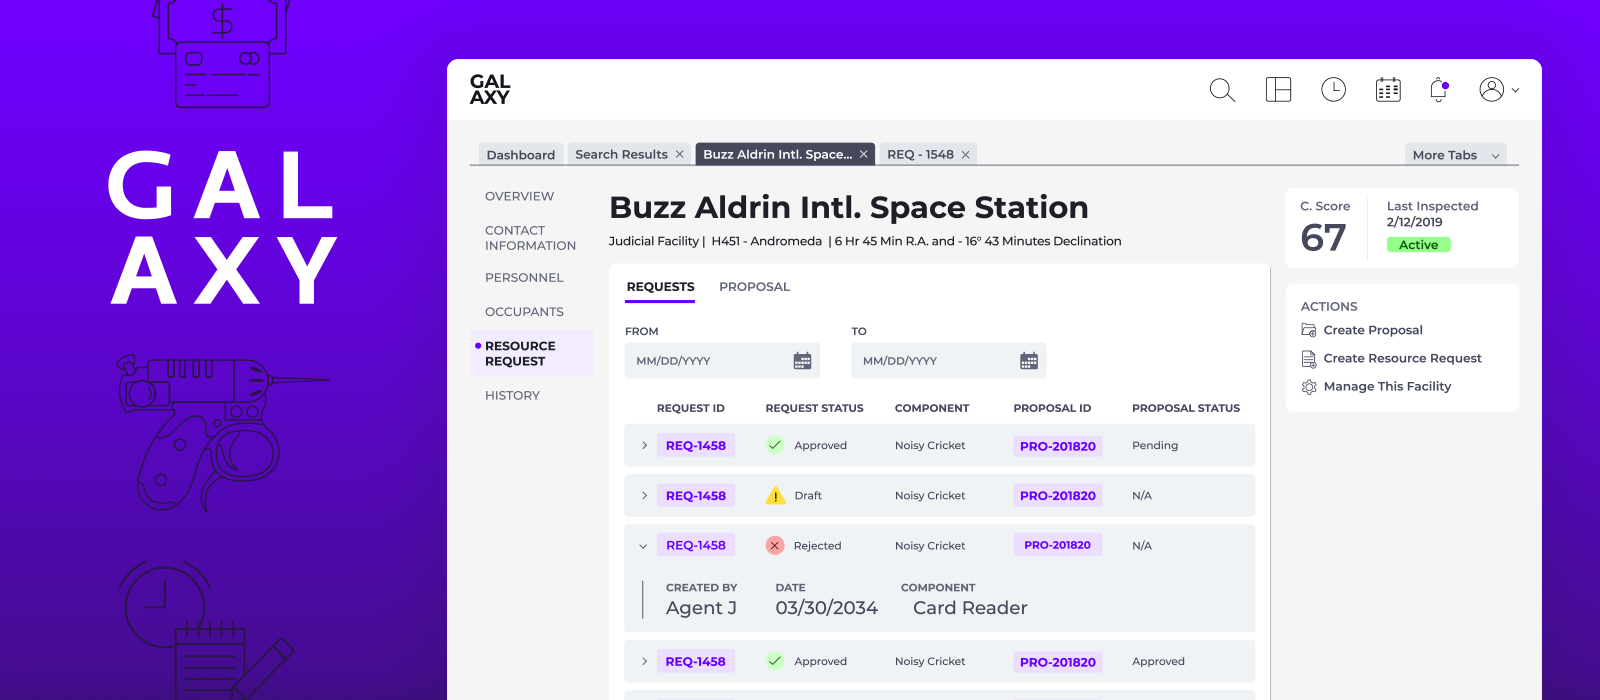 $
GAL
AXY
GAL
AXY
Dashboard
Search Results
Buzz Aldrin Intl. Space...
REQ - 1548
More Tabs
OVERVIEW
CONTACT
INFORMATION
PERSONNEL
OCCUPANTS
RESOURCE
REQUEST
HISTORY
Buzz Aldrin Intl. Space Station
Judicial Facility | H451 - Andromeda | 6 Hr 45 Min R.A. and - 16° 43 Minutes Declination
REQUESTS PROPOSAL
FROM TO
MM/DD/YYYY MM/DD/YYYY
REQUEST ID REQUEST STATUS COMPONENT PROPOSAL ID PROPOSAL STATUS
REQ-1458 Approved Noisy Cricket PRO-201820 Pending
REQ-1458 Draft Noisy Cricket PRO-201820 N/A
REQ-1458 Rejected Noisy Cricket PRO-201820 N/A
CREATED BY DATE COMPONENT
Agent J 03/30/2034 Card Reader
REQ-1458 Approved Noisy Cricket PRO-201820 Approved
C. Score
67
Last Inspected
2/12/2019
Active
ACTIONS
Create Proposal
Create Resource Request
Manage This Facility